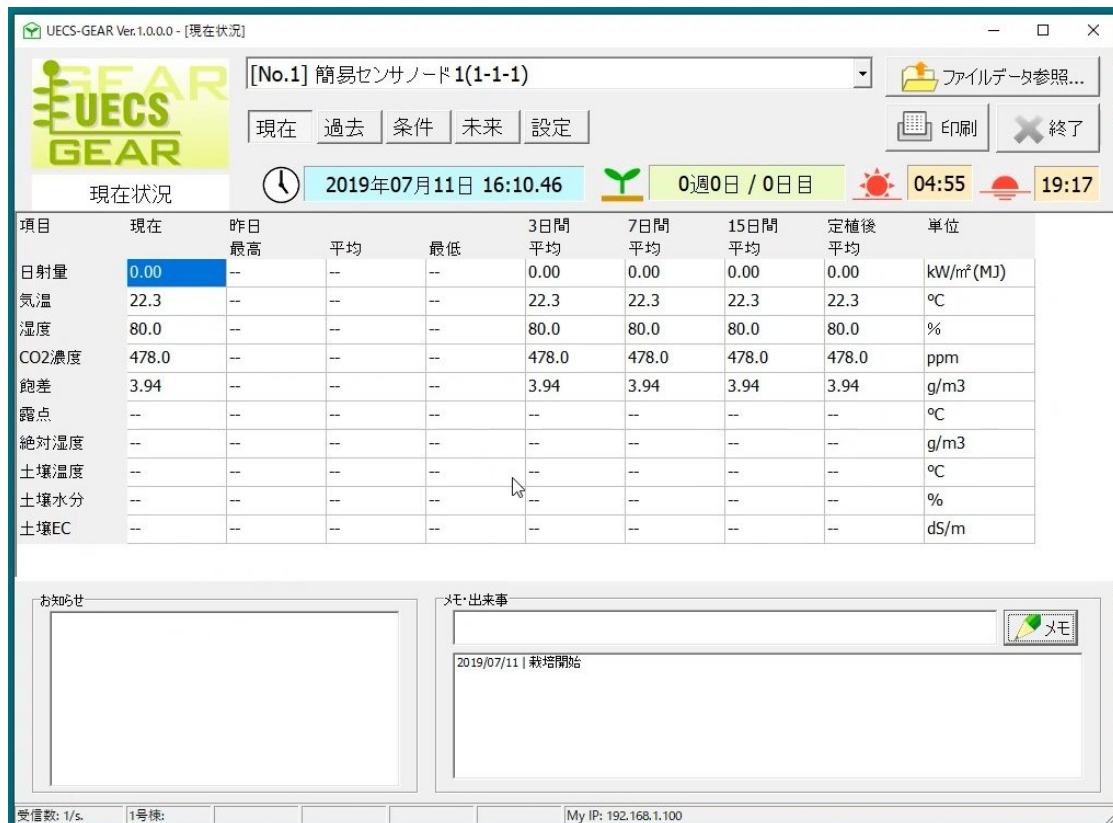 UECS-GEAR Ver.1.0.0.0 - [現在状況]
GEAR
UECS
GEAR
現在状況
[No.1] 簡易センサノード1(1-1-1)
ファイルデータ参照...
現在 過去 条件 未来 設定
印刷 終了
2019年07月11日 16:10.46 0週0日 / 0日目 04:55 19:17
項目 現在 昨日 3日間 7日間 15日間 定植後 単位
最高 平均 最低 平均 平均 平均 平均
日射量 0.00 -- -- -- 0.00 0.00 0.00 0.00 kW/㎡(MJ)
気温 22.3 -- -- -- 22.3 22.3 22.3 22.3 ºC
湿度 80.0 -- -- -- 80.0 80.0 80.0 80.0 %
CO2濃度 478.0 -- -- -- 478.0 478.0 478.0 478.0 ppm
飽差 3.94 -- -- -- 3.94 3.94 3.94 3.94 g/m3
露点 -- -- -- -- -- -- -- -- ºC
絶対湿度 -- -- -- -- -- -- -- -- g/m3
土壌温度 -- -- -- -- -- -- -- -- ºC
土壌水分 -- -- -- -- -- -- -- -- %
土壌EC -- -- -- -- -- -- -- -- dS/m
お知らせ
メモ・出来事
メモ
2019/07/11 | 栽培開始
受信数: 1/s. 1号棟: My IP: 192.168.1.100